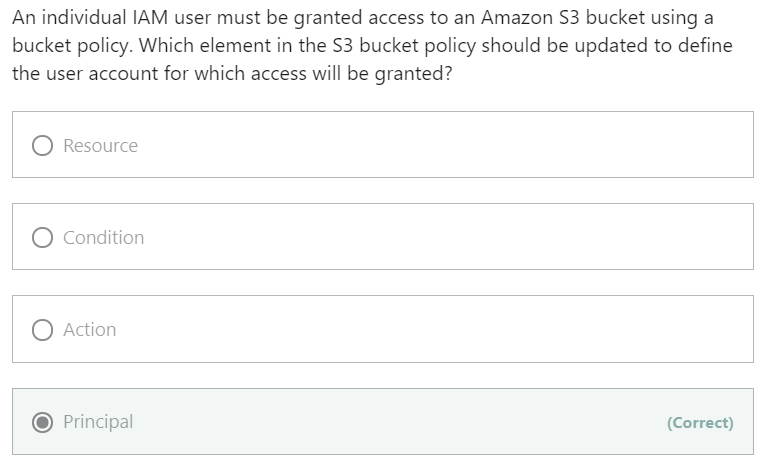 An individual IAM user must be granted access to an Amazon S3 bucket using a
bucket policy. Which element in the S3 bucket policy should be updated to define
the user account for which access will be granted?
Resource
Condition
Action
Principal (Correct)